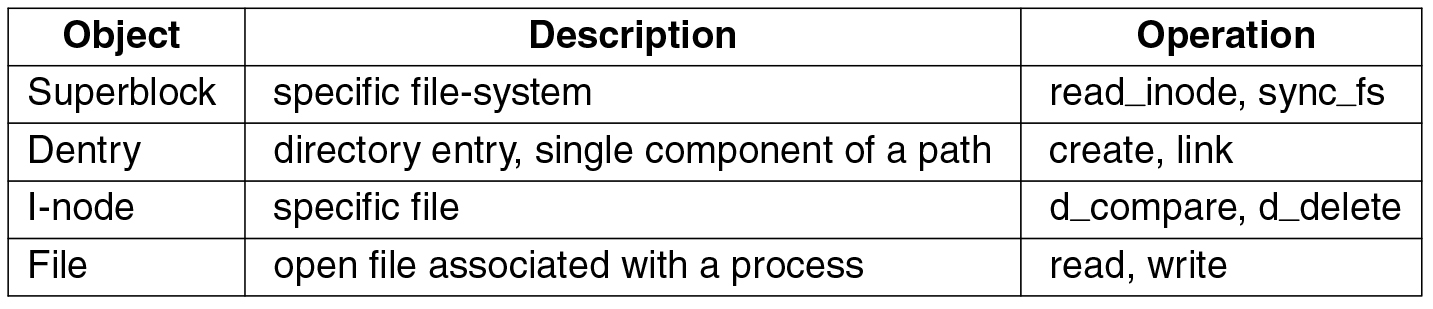 Object Description Operation
Superblock specific file-system read_inode, sync_fs
Dentry directory entry, single component of a path create, link
I-node specific file d_compare, d_delete
File open file associated with a process read, write